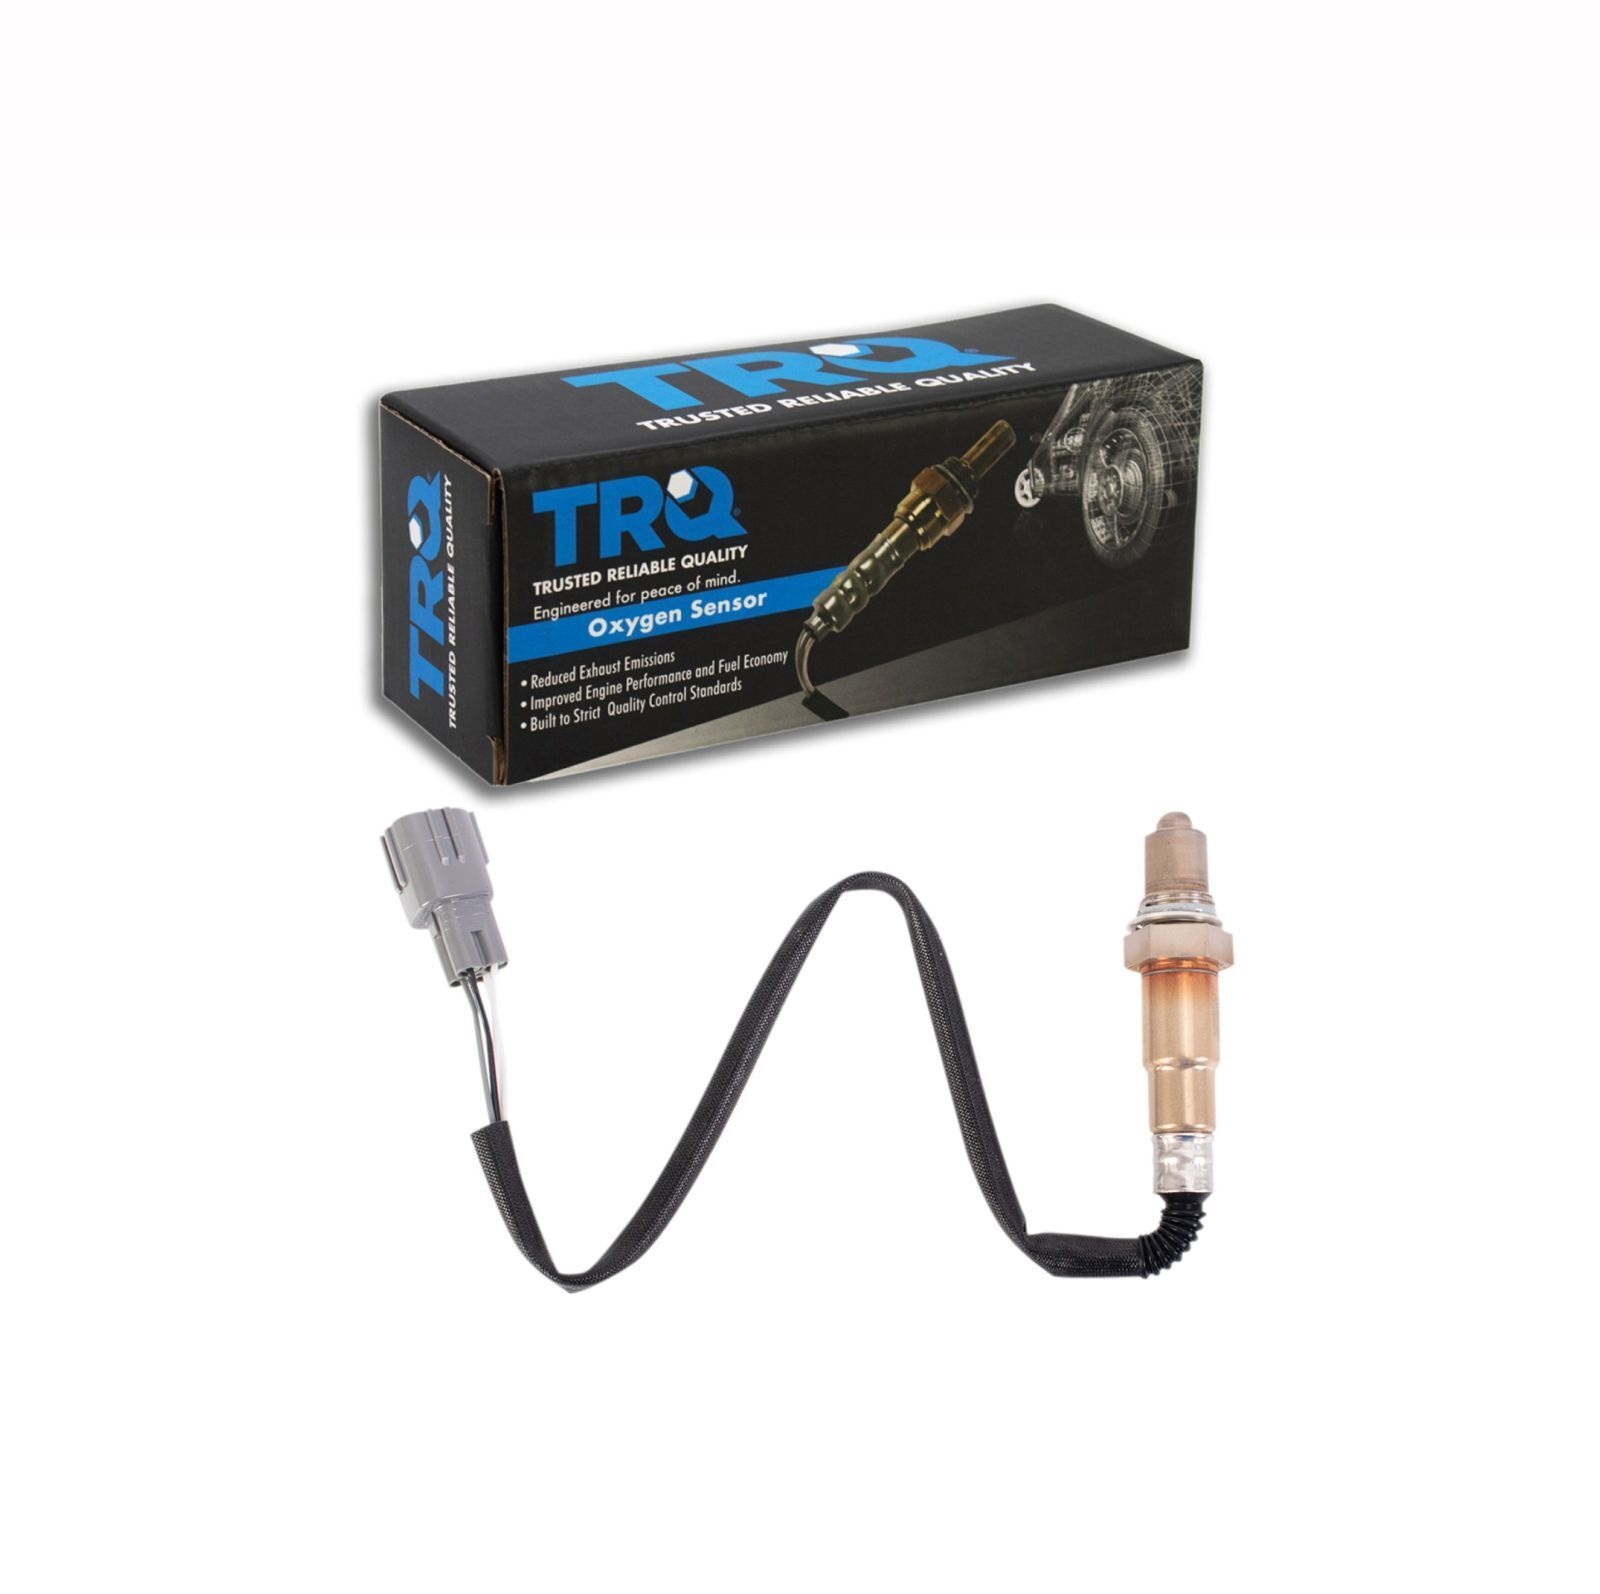 TRQ®
TRUSTED RELIABLE QUALITY
TRQ®
TRUSTED RELIABLE QUALITY
TRQ®
TRUSTED RELIABLE QUALITY
Engineered for peace of mind.
Oxygen Sensor
• Reduced Exhaust Emissions
• Improved Engine Performance and Fuel Economy
• Built to Strict Quality Control Standards